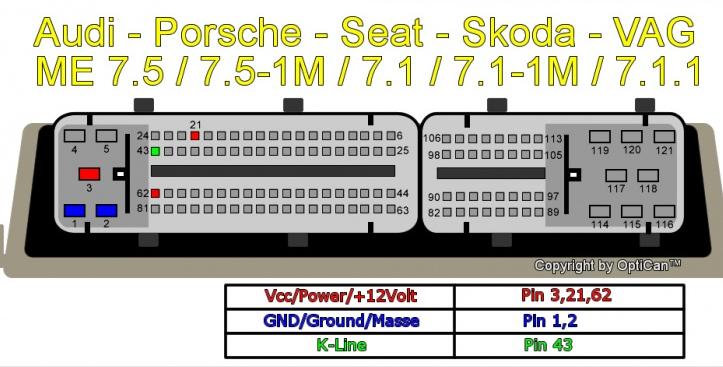 Audi - Porsche - Seat - Skoda - VAG
ME 7.5 / 7.5-1M / 7.1 / 7.1-1M / 7.1.1
21
24 6 106 113 119 120 121
4 5 43 25 98 105
3 117 118
62 44 90 97
1 2 81 63 82 89 114 115 116
Copyright by OptiCan™
Vcc/Power/+12Volt Pin 3,21,62
GND/Ground/Masse Pin 1,2
K-Line Pin 43